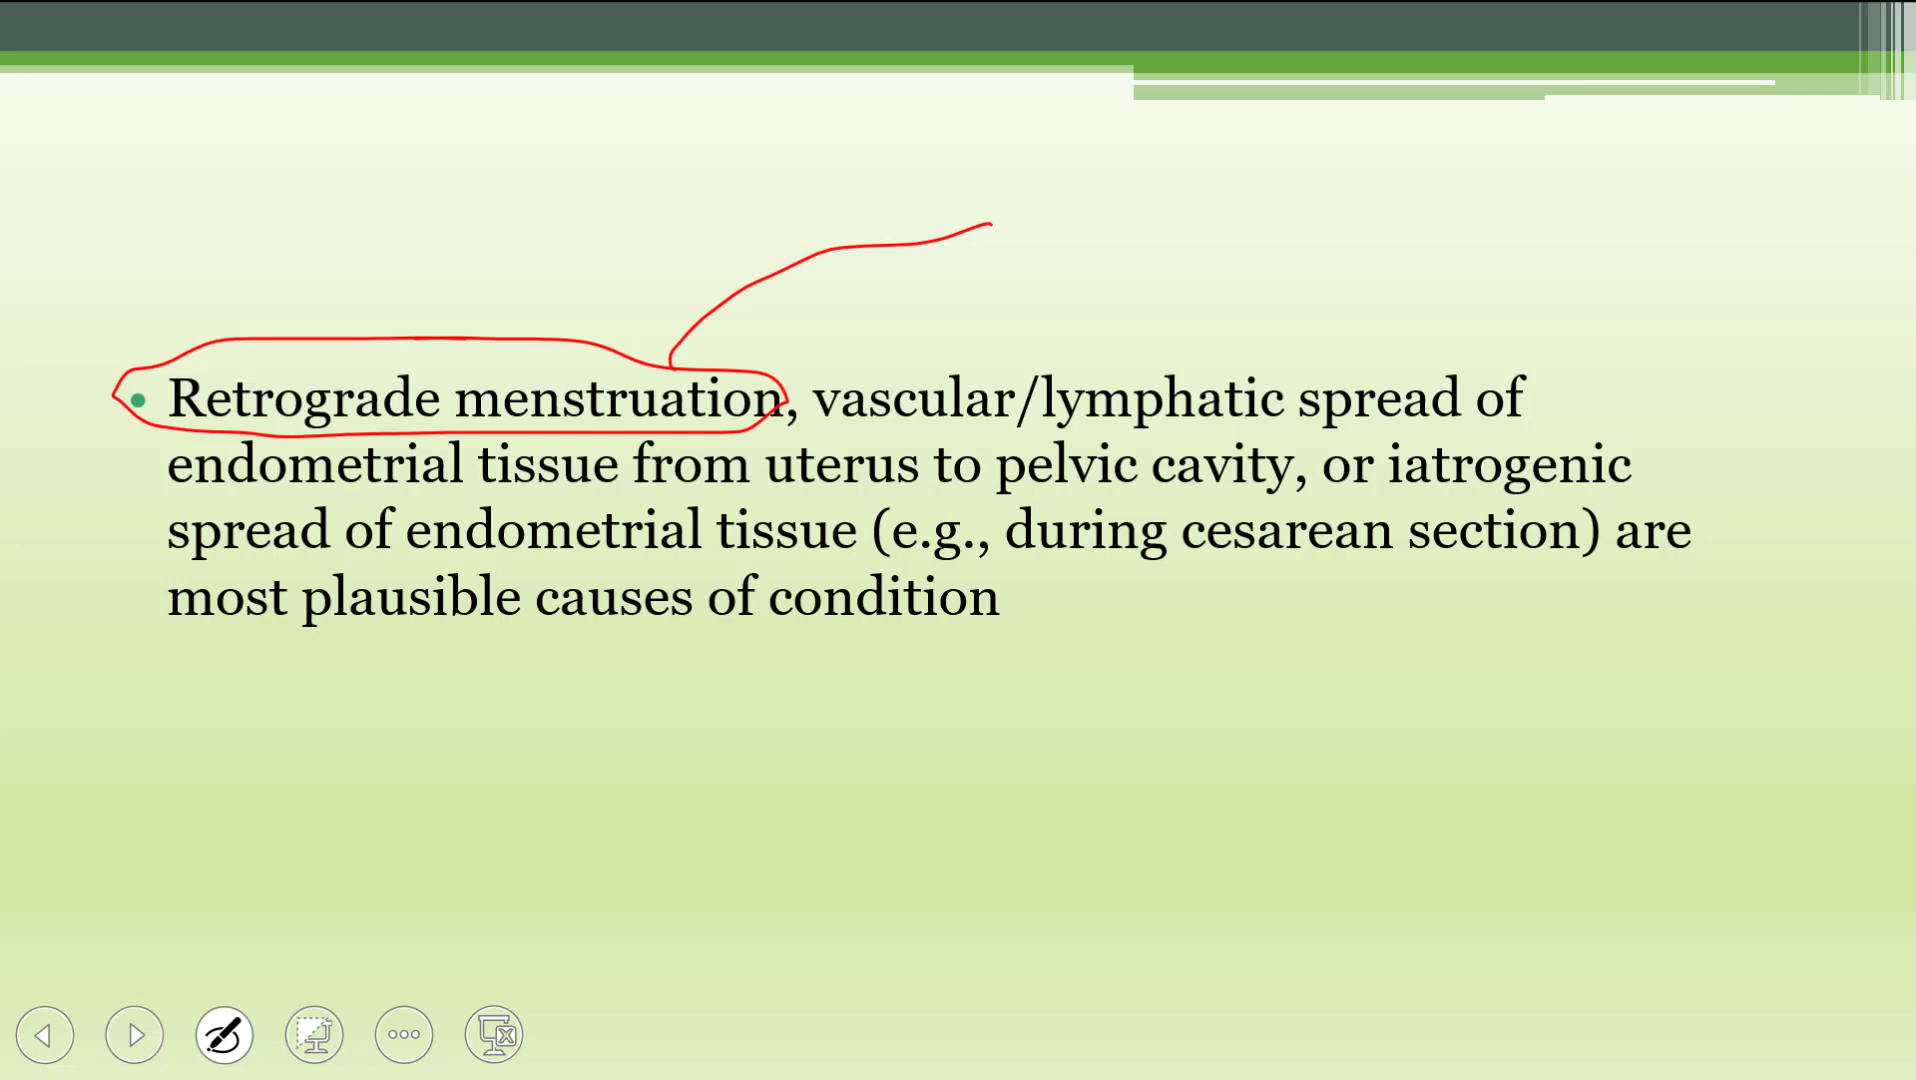 • Retrograde menstruation, vascular/lymphatic spread of
endometrial tissue from uterus to pelvic cavity, or iatrogenic
spread of endometrial tissue (e.g., during cesarean section) are
most plausible causes of condition